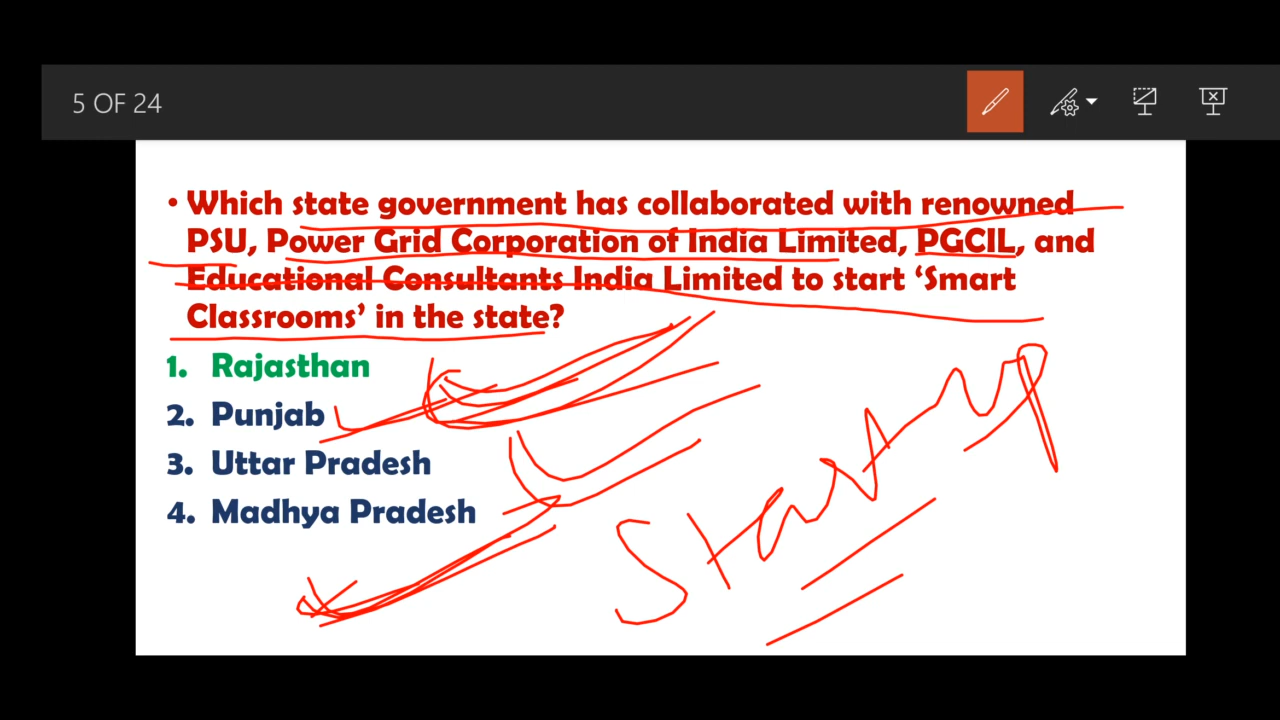 5 OF 24
• Which state government has collaborated with renowned
PSU, Power Grid Corporation of India Limited, PGCIL, and
Educational Consultants India Limited to start ‘Smart
Classrooms’ in the state?
1. Rajasthan
2. Punjab
3. Uttar Pradesh
4. Madhya Pradesh
Startup